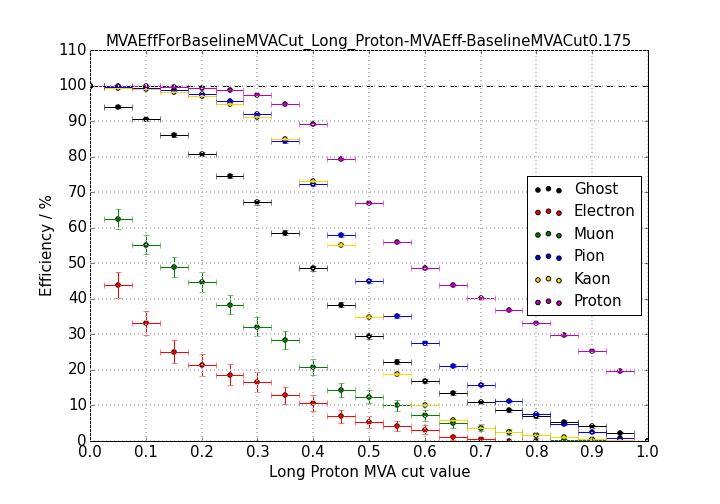 MVAEffForBaselineMVACut_Long_Proton-MVAEff-BaselineMVACut0.175
110
100
90
80
70
60
50
40
30
20
10
0
Efficiency / %
Ghost
Electron
Muon
Pion
Kaon
Proton
0.0 0.1 0.2 0.3 0.4 0.5 0.6 0.7 0.8 0.9 1.0
Long Proton MVA cut value